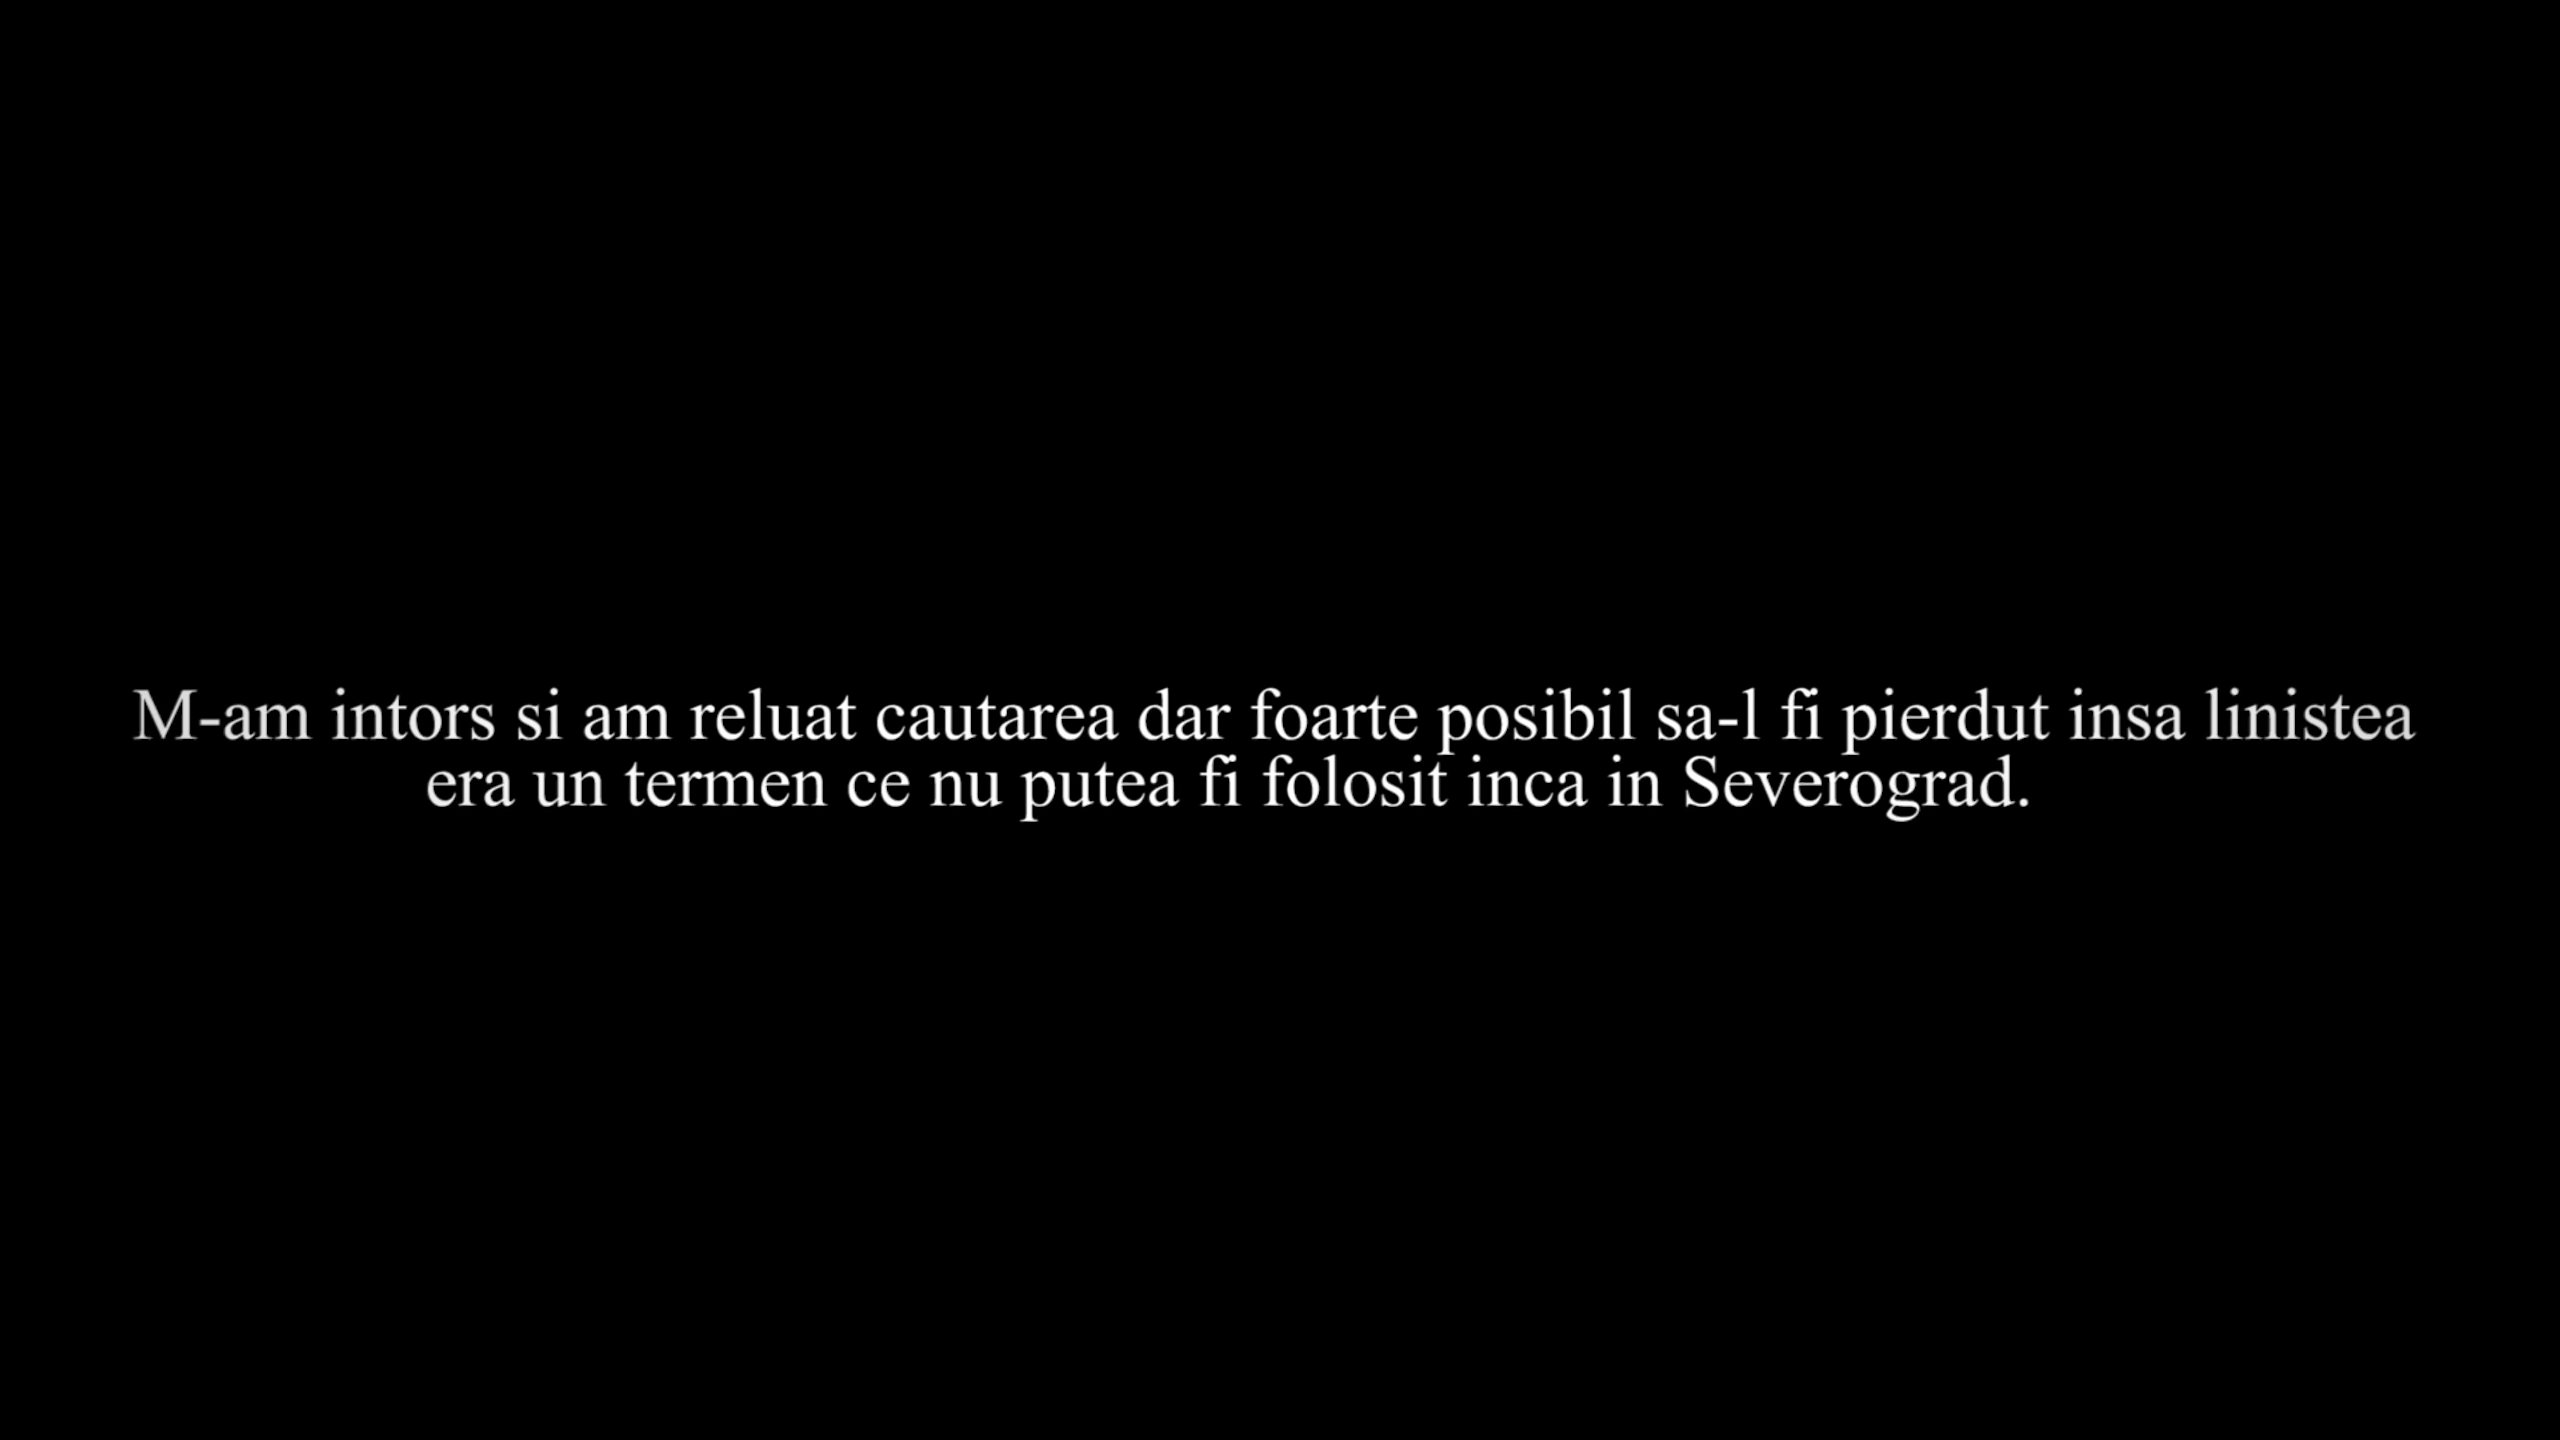 M-am intors si am reluat cautarea dar foarte posibil sa-l fi pierdut insa linistea
era un termen ce nu putea fi folosit inca in Severograd.